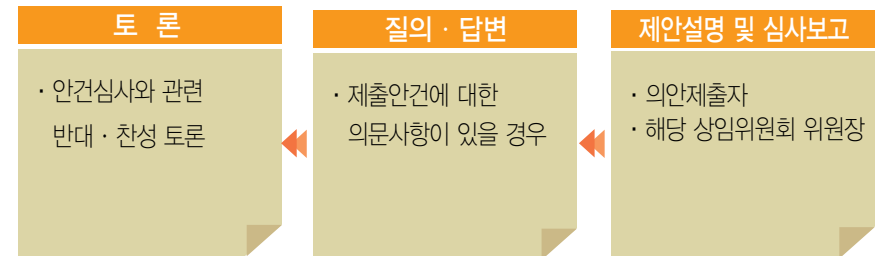 토 론
· 안건심사와 관련
반대 · 찬성 토론
질의 · 답변
· 제출안건에 대한
의문사항이 있을 경우
제안설명 및 심사보고
· 의안제출자
· 해당 상임위원회 위원장